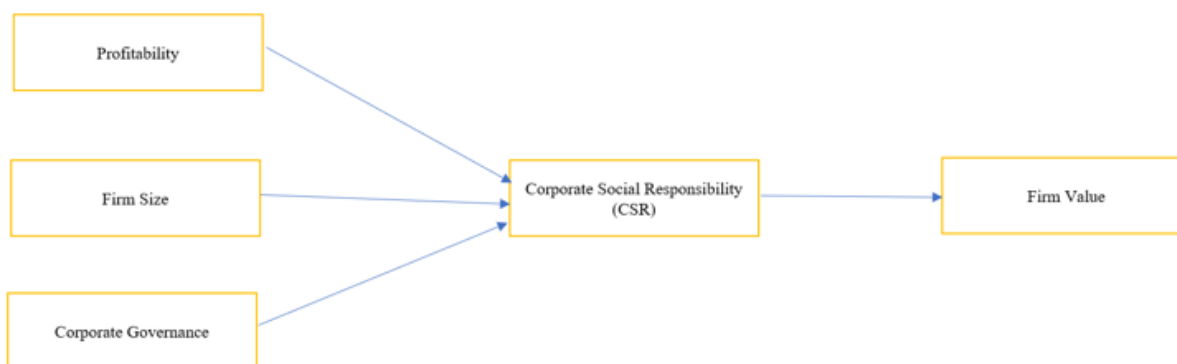 Profitability
Firm Size
Corporate Governance
Corporate Social Responsibility
(CSR)
Firm Value